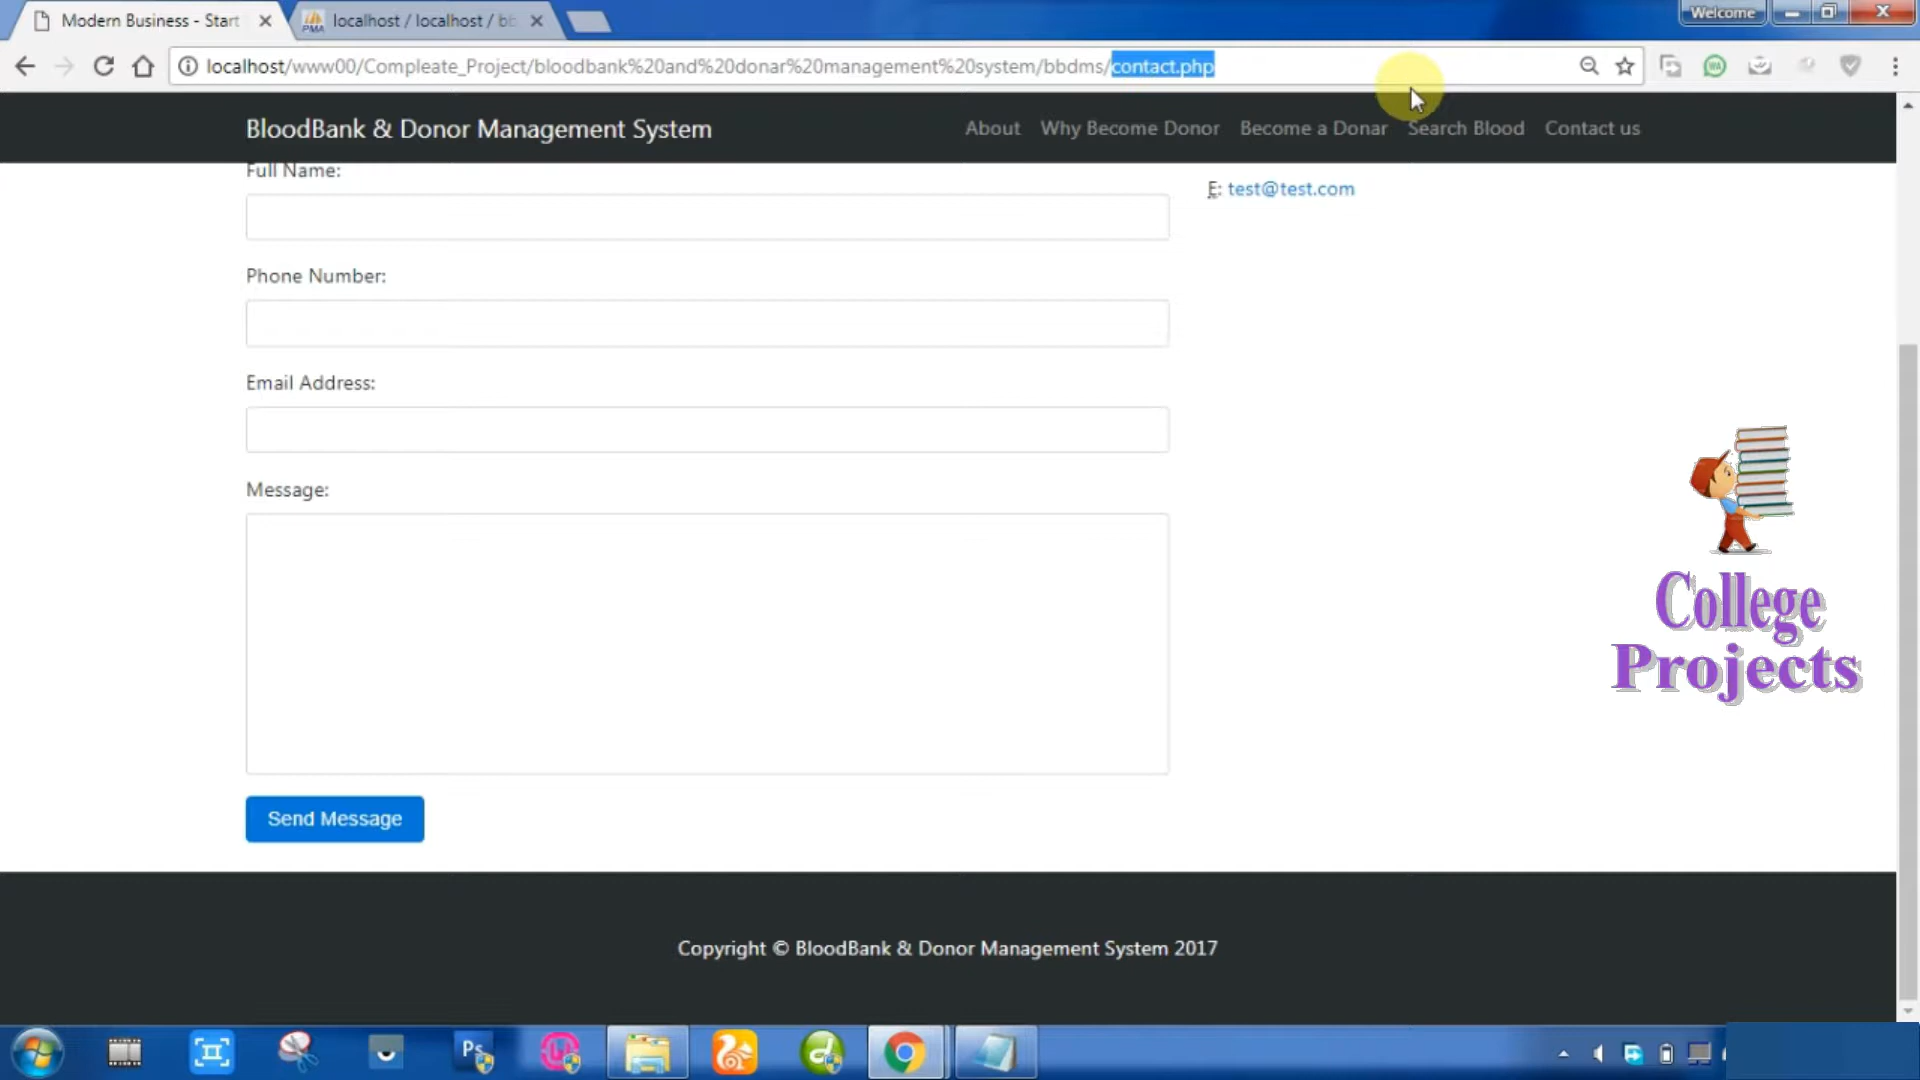 Modern Business - Start
localhost / localhost / bb
Welcome
localhost/www00/Compleate_Project/bloodbank%20and%20donar%20management%20system/bbdms/contact.php
BloodBank & Donor Management System
About
Why Become Donor
Become a Donar
Search Blood
Contact us
Full Name:
E: test@test.com
Phone Number:
Email Address:
Message:
College
Projects
Send Message
Copyright © BloodBank & Donor Management System 2017
Ps